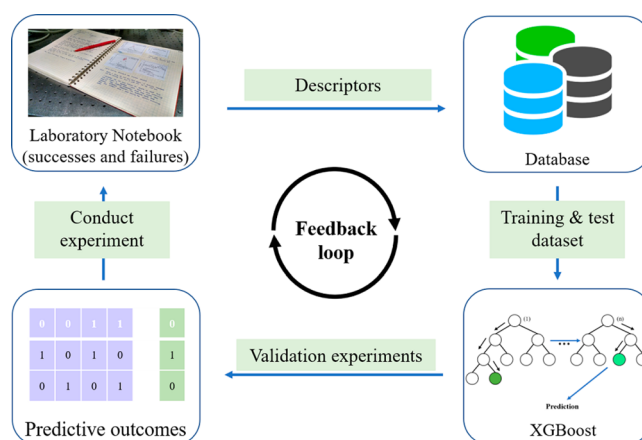 Laboratory Notebook
(successes and failures)
Descriptors
Database
Conduct
experiment
Feedback
loop
Training & test
dataset
0 0 1 1 0
1 0 1 0 1
0 1 0 1 0
Predictive outcomes
Validation experiments
(1)
...
(n)
Prediction
XGBoost